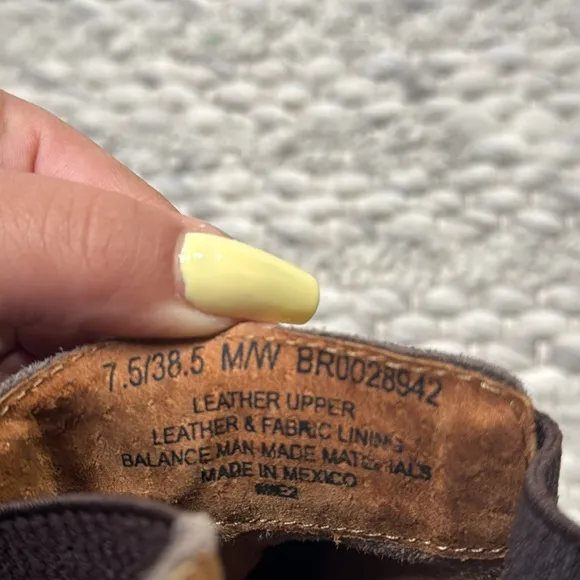 7.5/38.5 M/W BR0028942
LEATHER UPPER
LEATHER & FABRIC LINING
BALANCE MAN MADE MATERIALS
MADE IN MEXICO